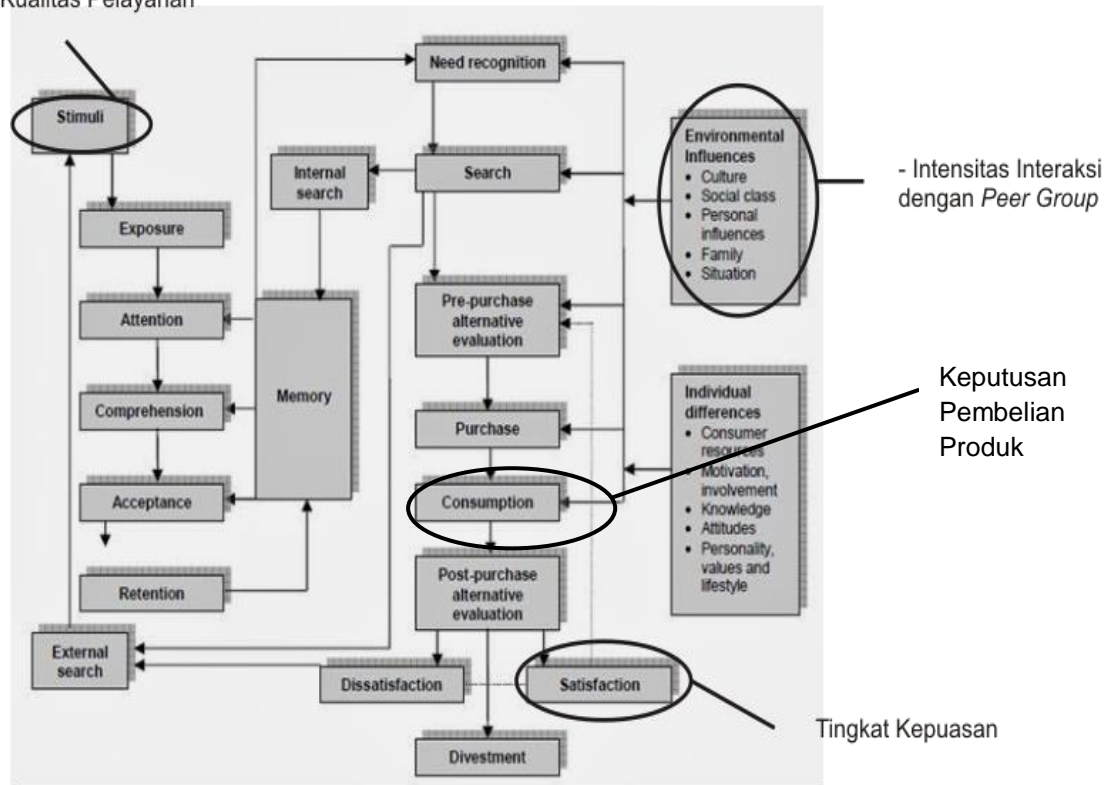 Kualitas Pelayanan
Need recognition
Stimuli
Environmental
Influences
• Culture
• Social class
• Personal
influences
• Family
• Situation
- Intensitas Interaksi
dengan Peer Group
Internal
search
Search
Exposure
Pre-purchase
alternative
evaluation
Attention
Memory
Keputusan
Pembelian
Produk
Individual
differences
• Consumer
resources
• Motivation,
involvement
• Knowledge
• Attitudes
• Personality,
values and
lifestyle
Comprehension
Purchase
Acceptance
Consumption
Post-purchase
alternative
evaluation
Retention
External
search
Dissatisfaction
Satisfaction
Tingkat Kepuasan
Divestment